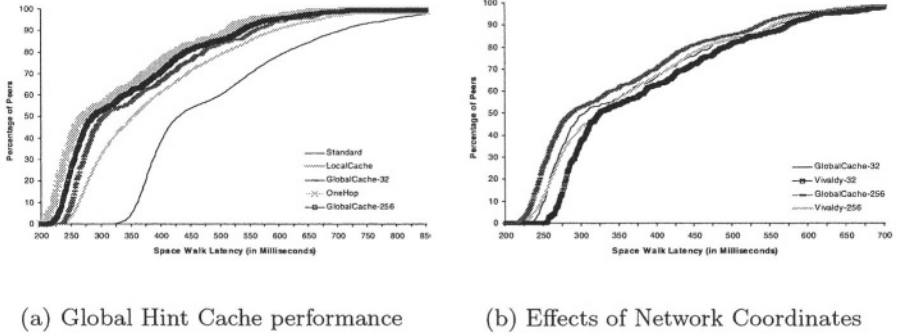 Percentage of Peers
100
90
80
70
60
50
40
30
20
10
0
200 250 300 350 400 450 500 550 600 650 700 750 800 85
Space Walk Latency (in Milliseconds)
Standard
LocalCache
GlobalCache-32
OneHop
GlobalCache-256
(a) Global Hint Cache performance
Percentage of Peers
100
90
80
70
60
50
40
30
20
10
0
200 250 300 350 400 450 500 550 600 650 700
Space Walk Latency (in Milliseconds)
GlobalCache-32
Vivaldy-32
GlobalCache-256
Vivaldy-256
(b) Effects of Network Coordinates